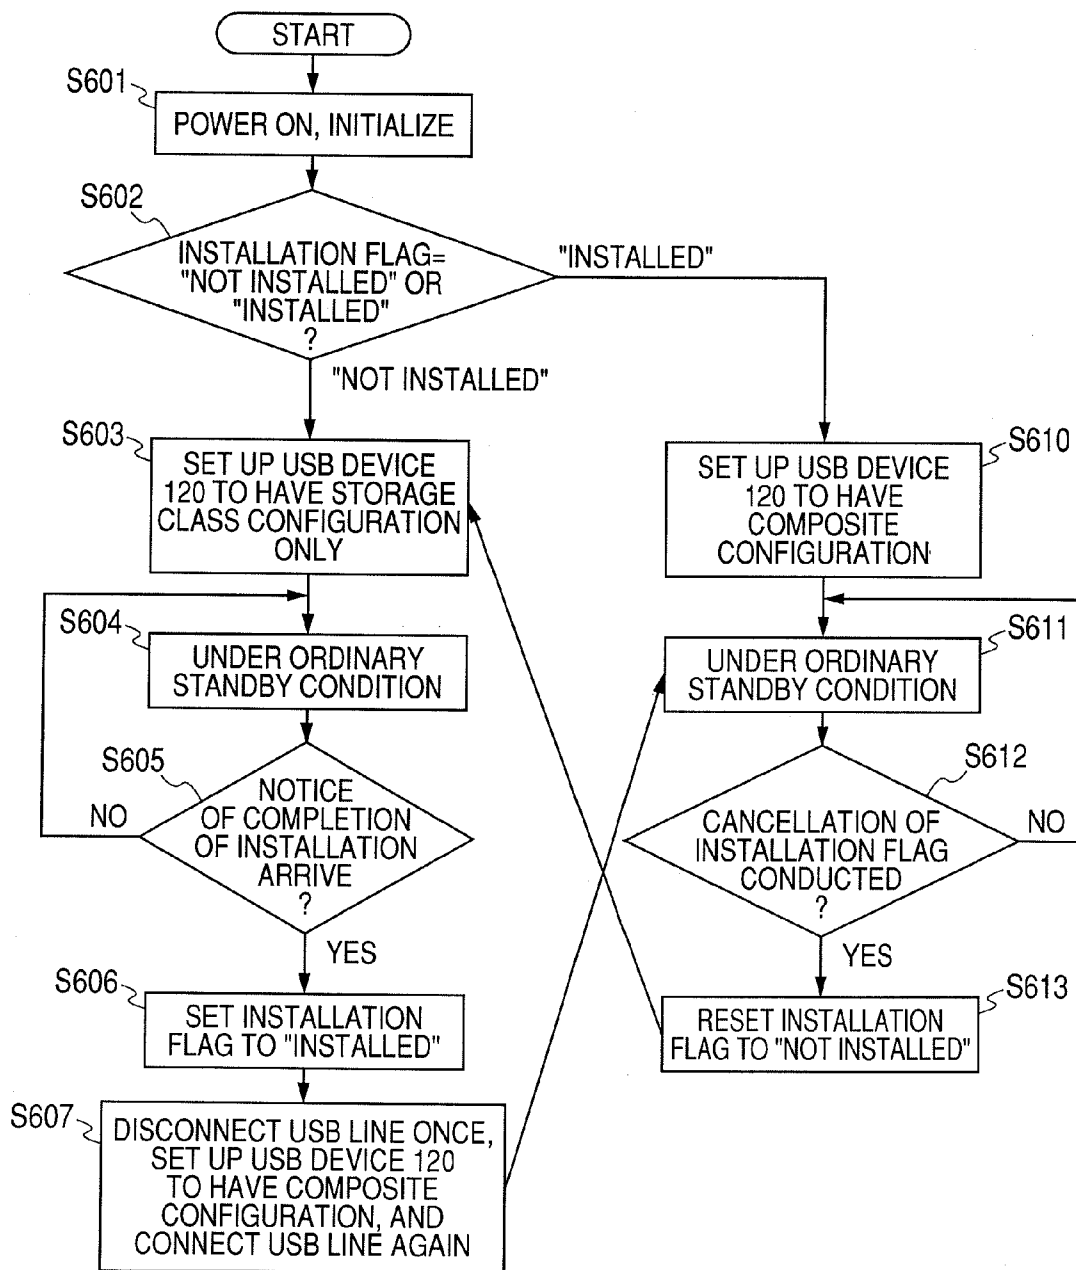 START
S601
POWER ON, INITIALIZE
S602
INSTALLATION FLAG=
"NOT INSTALLED" OR
"INSTALLED"
?
"INSTALLED"
"NOT INSTALLED"
S603
SET UP USB DEVICE
120 TO HAVE STORAGE
CLASS CONFIGURATION
ONLY
S610
SET UP USB DEVICE
120 TO HAVE
COMPOSITE
CONFIGURATION
S604
UNDER ORDINARY
STANDBY CONDITION
S611
UNDER ORDINARY
STANDBY CONDITION
S605
NOTICE
OF COMPLETION
OF INSTALLATION
ARRIVE
?
NO
YES
S612
CANCELLATION OF
INSTALLATION FLAG
CONDUCTED
?
NO
YES
S606
SET INSTALLATION
FLAG TO "INSTALLED"
S613
RESET INSTALLATION
FLAG TO "NOT INSTALLED"
S607
DISCONNECT USB LINE ONCE,
SET UP USB DEVICE 120
TO HAVE COMPOSITE
CONFIGURATION, AND
CONNECT USB LINE AGAIN